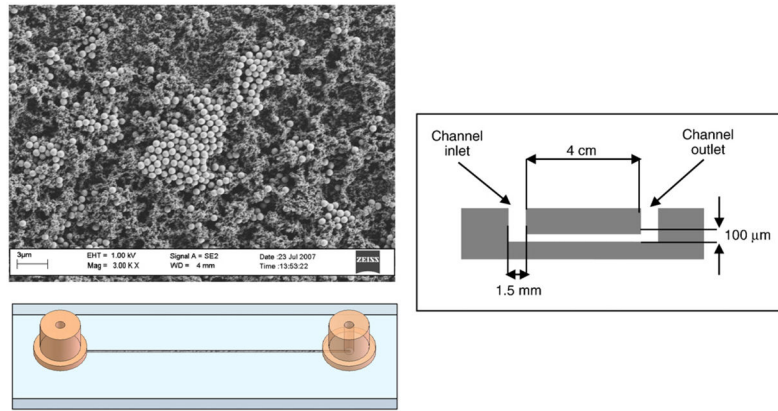 3µm
EHT = 1.00 kV
Signal A = SE2
Date :23 Jul 2007
Mag = 3.00 K X
WD = 4 mm
Time :13:53:22
ZEISS
Channel inlet
4 cm
Channel outlet
100 µm
1.5 mm